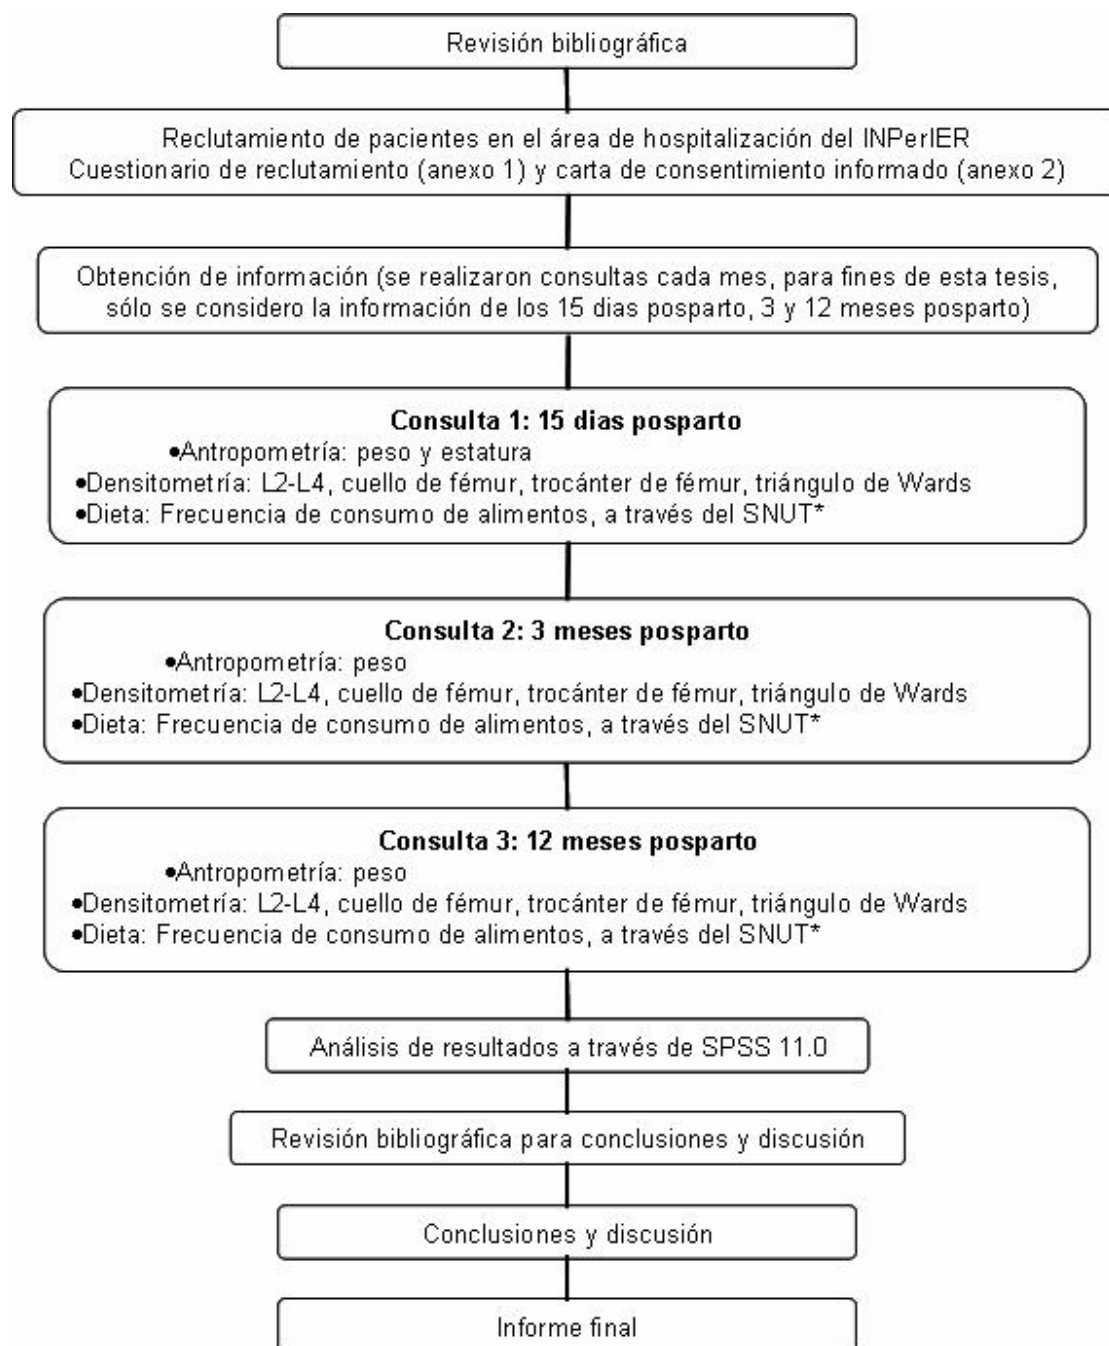 Revisión bibliográfica
Reclutamiento de pacientes en el área de hospitalización del INPerIER
Cuestionario de reclutamiento (anexo 1) y carta de consentimiento informado (anexo 2)
Obtención de información (se realizaron consultas cada mes, para fines de esta tesis,
sólo se considero la información de los 15 dias posparto, 3 y 12 meses posparto)
Consulta 1: 15 dias posparto
•Antropometría: peso y estatura
•Densitometría: L2-L4, cuello de fémur, trocánter de fémur, triángulo de Wards
•Dieta: Frecuencia de consumo de alimentos, a través del SNUT*
Consulta 2: 3 meses posparto
•Antropometría: peso
•Densitometría: L2-L4, cuello de fémur, trocánter de fémur, triángulo de Wards
•Dieta: Frecuencia de consumo de alimentos, a través del SNUT*
Consulta 3: 12 meses posparto
•Antropometría: peso
•Densitometría: L2-L4, cuello de fémur, trocánter de fémur, triángulo de Wards
•Dieta: Frecuencia de consumo de alimentos, a través del SNUT*
Análisis de resultados a través de SPSS 11.0
Revisión bibliográfica para conclusiones y discusión
Conclusiones y discusión
Informe final